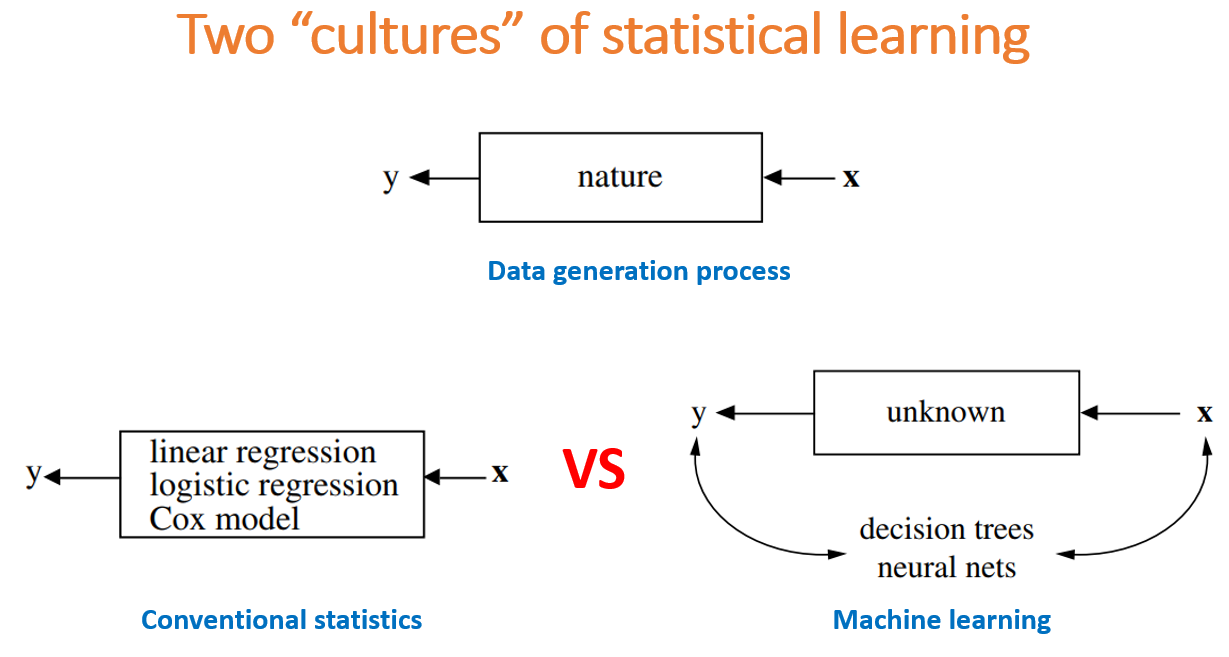 Two “cultures” of statistical learning
y
nature
x
Data generation process
y
linear regression
logistic regression
Cox model
x
VS
y
unknown
x
decision trees
neural nets
Conventional statistics
Machine learning